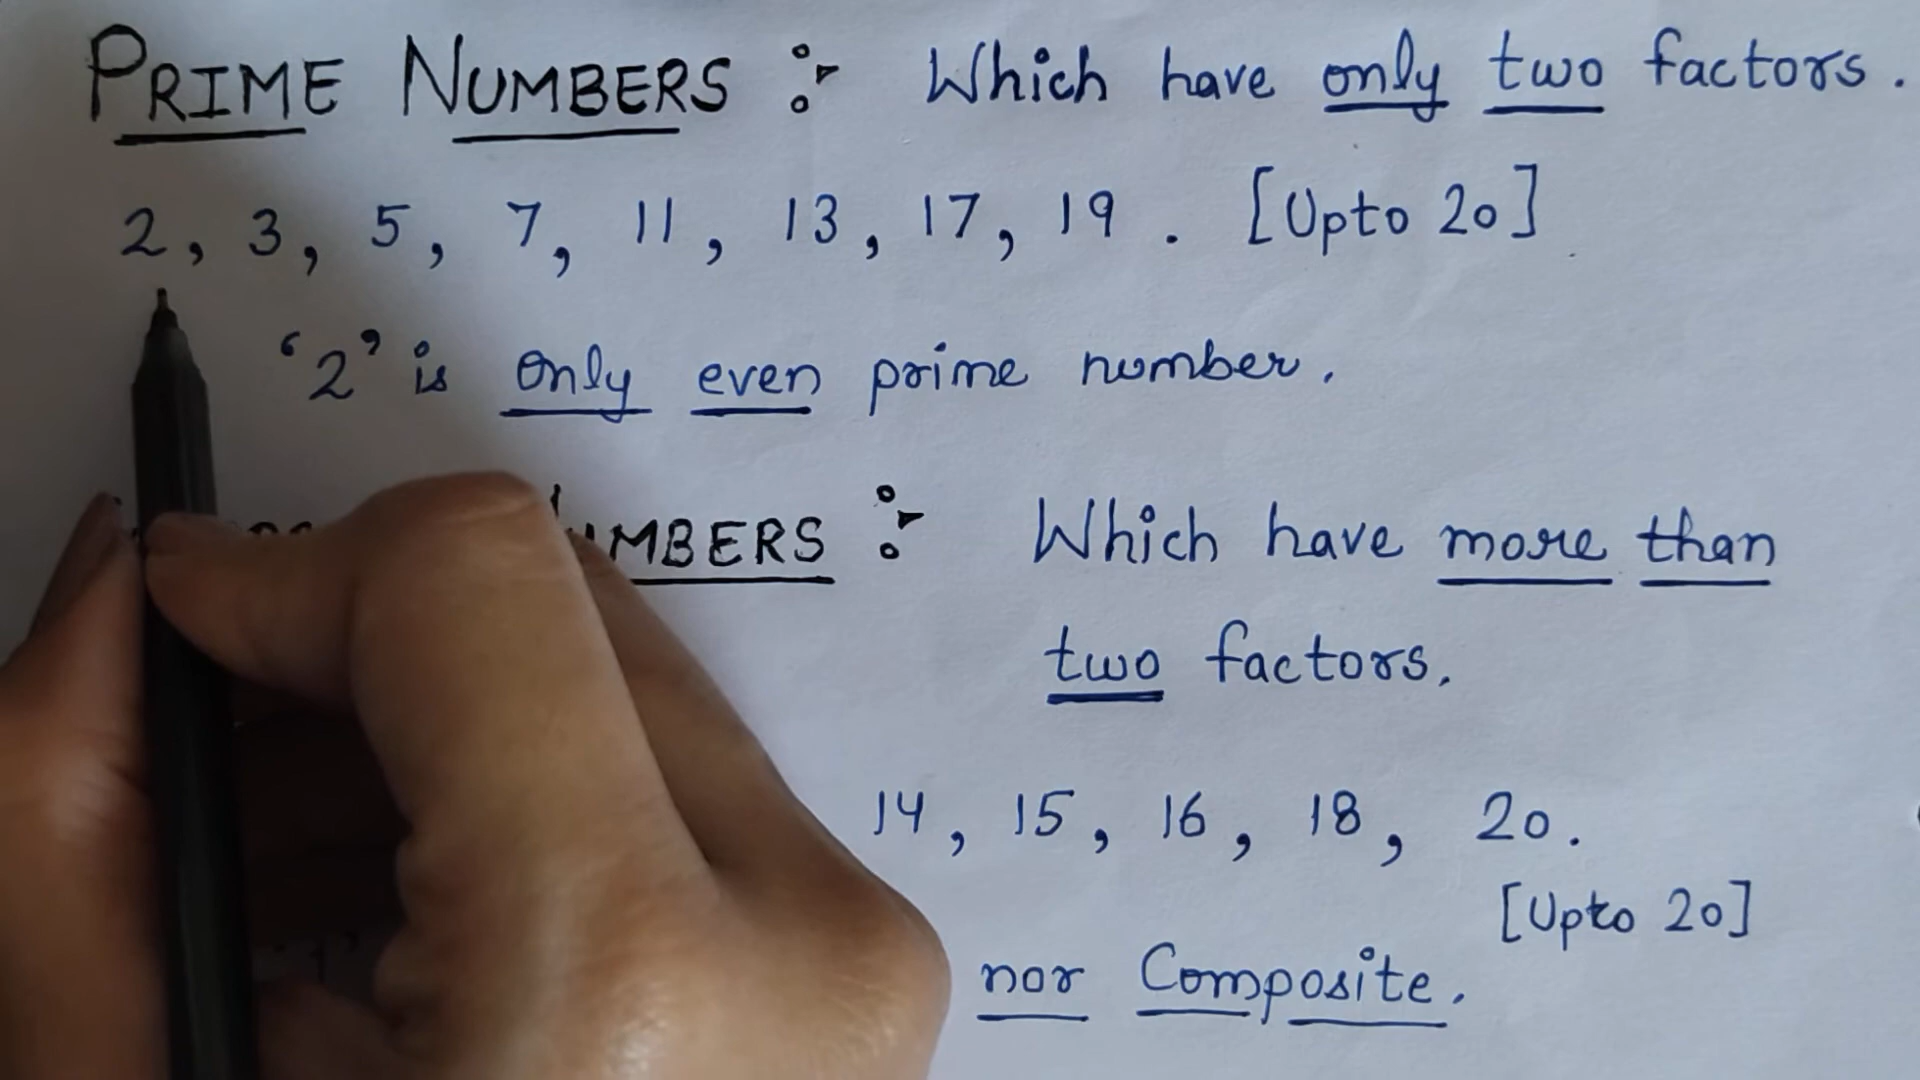 PRIME NUMBERS :- Which have only two factors.
2, 3, 5, 7, 11, 13, 17, 19. [Upto 20]
'2' is only even prime number.
NUMBERS :- Which have more than
two factors.
14, 15, 16, 18, 20.
[Upto 20]
nor Composite.